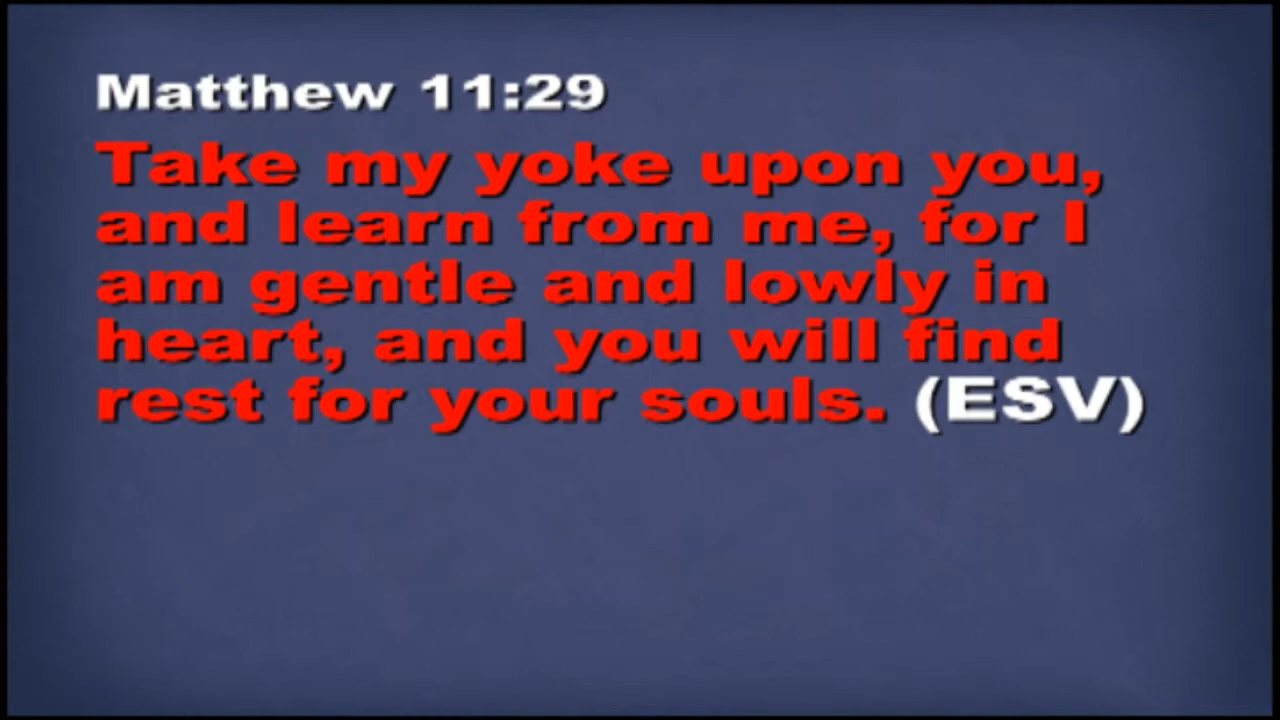 Matthew 11:29
Take my yoke upon you,
and learn from me, for I
am gentle and lowly in
heart, and you will find
rest for your souls. (ESV)